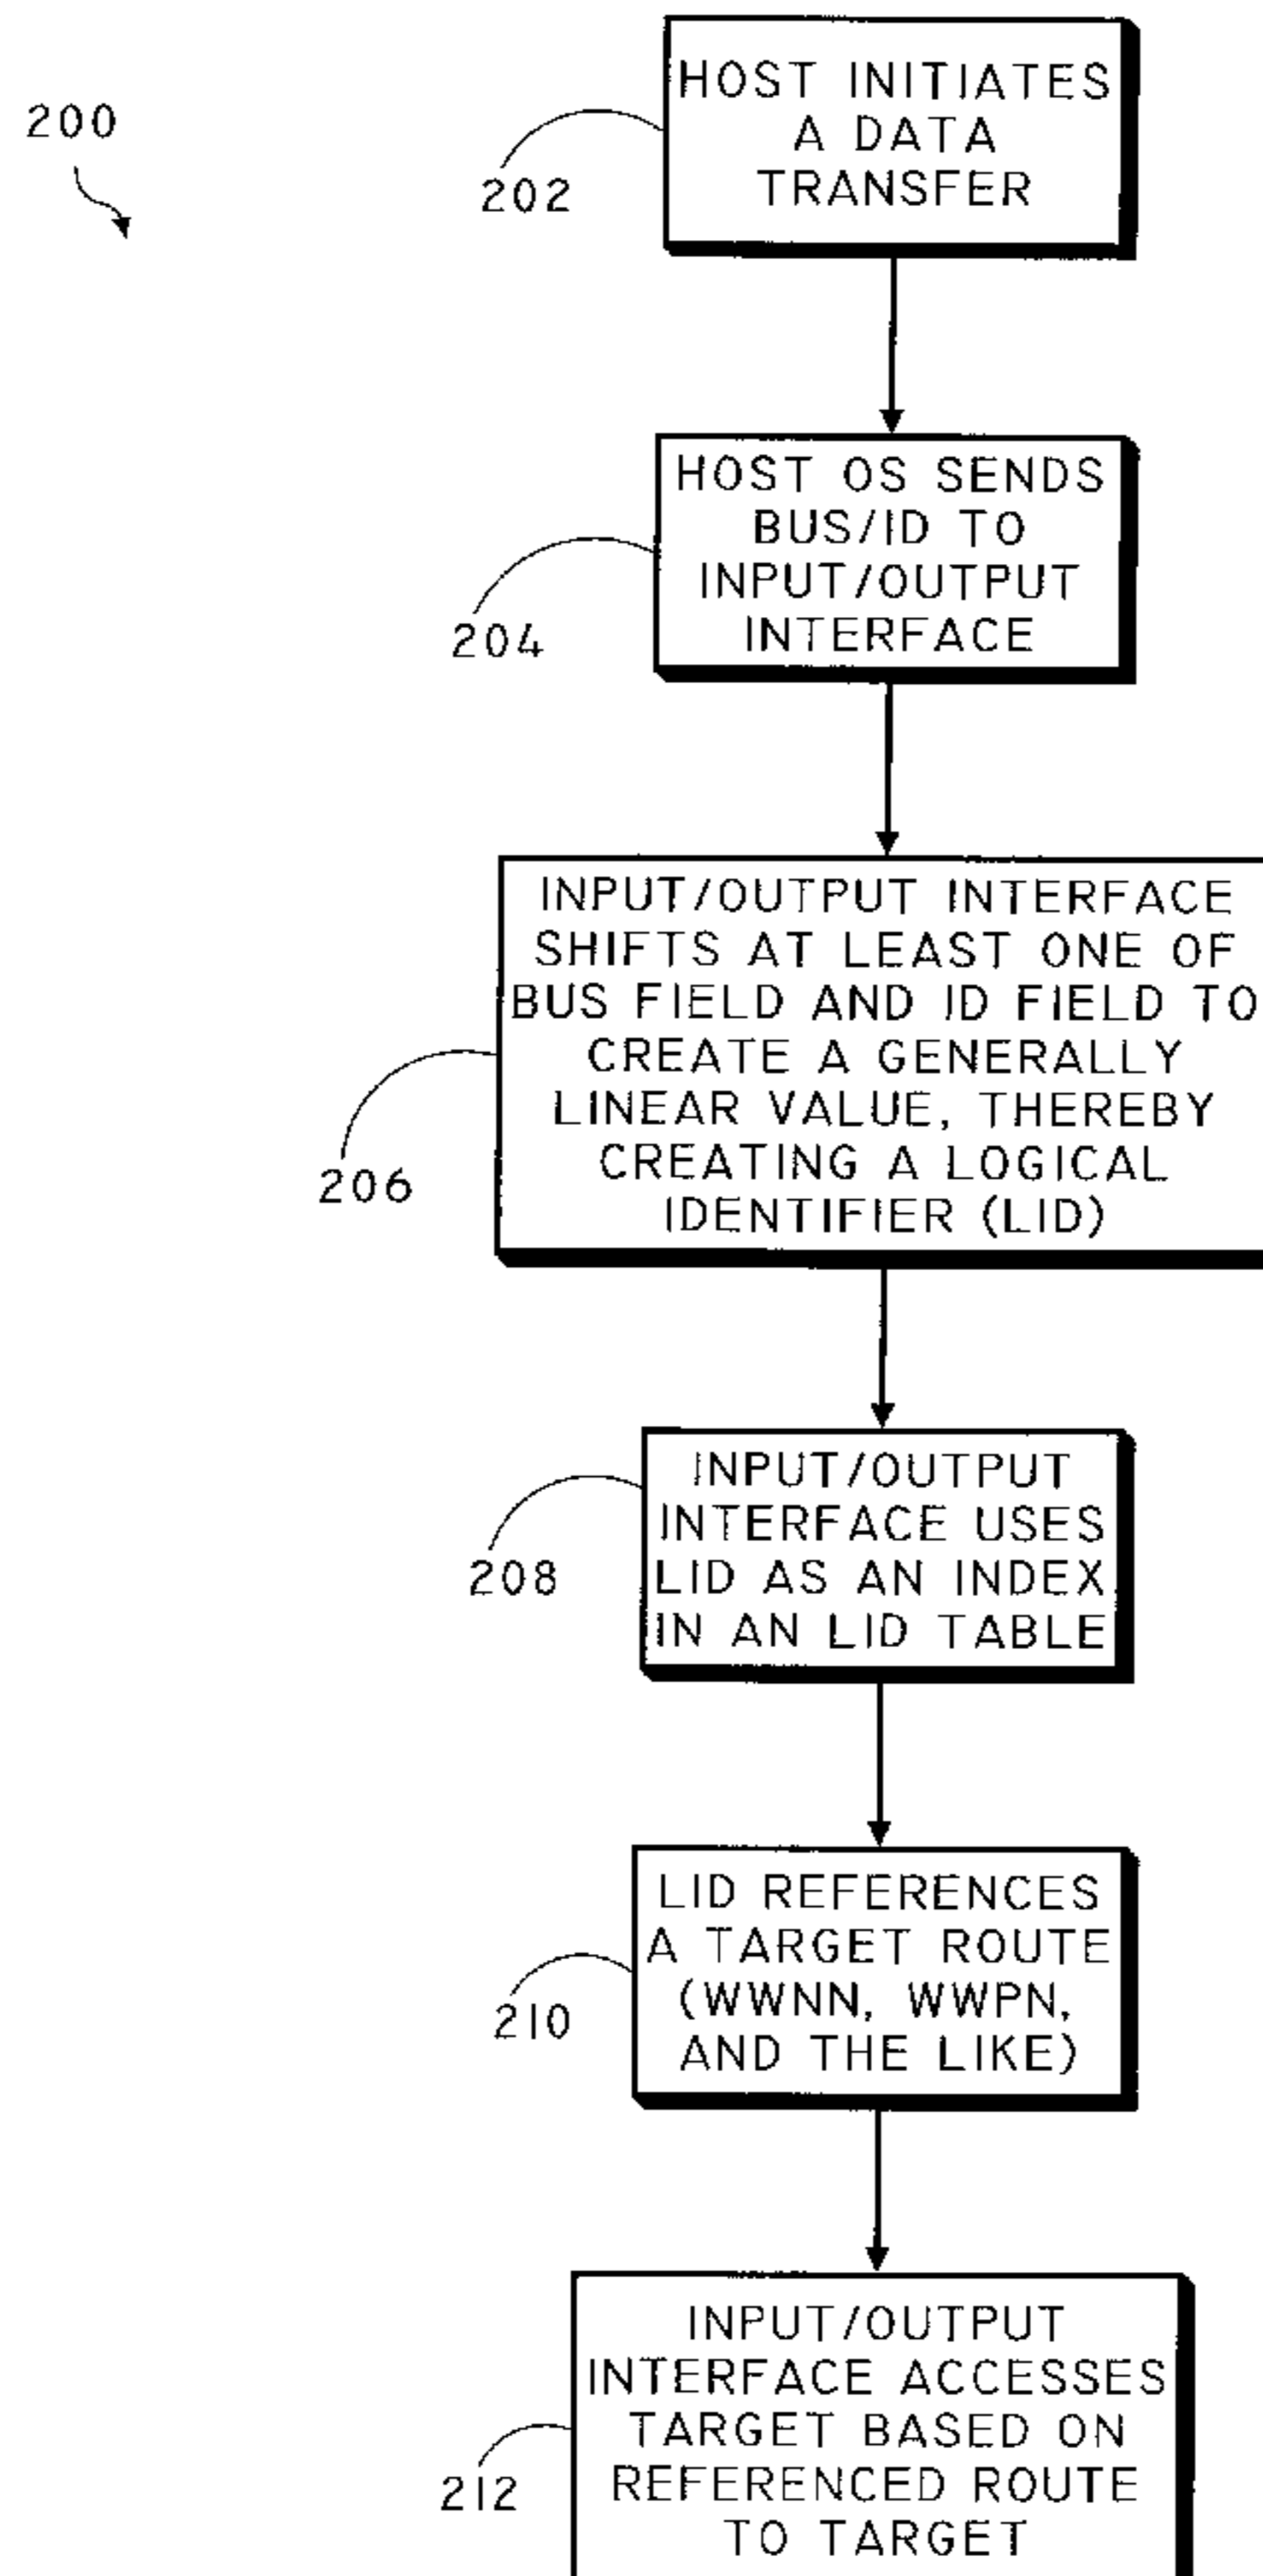 200
HOST INITIATES
A DATA
TRANSFER
202
HOST OS SENDS
BUS/ID TO
INPUT/OUTPUT
INTERFACE
204
INPUT/OUTPUT INTERFACE
SHIFTS AT LEAST ONE OF
BUS FIELD AND ID FIELD TO
CREATE A GENERALLY
LINEAR VALUE, THEREBY
CREATING A LOGICAL
IDENTIFIER (LID)
206
INPUT/OUTPUT
INTERFACE USES
LID AS AN INDEX
IN AN LID TABLE
208
LID REFERENCES
A TARGET ROUTE
(WWNN, WWPN,
AND THE LIKE)
210
INPUT/OUTPUT
INTERFACE ACCESSES
TARGET BASED ON
REFERENCED ROUTE
TO TARGET
212